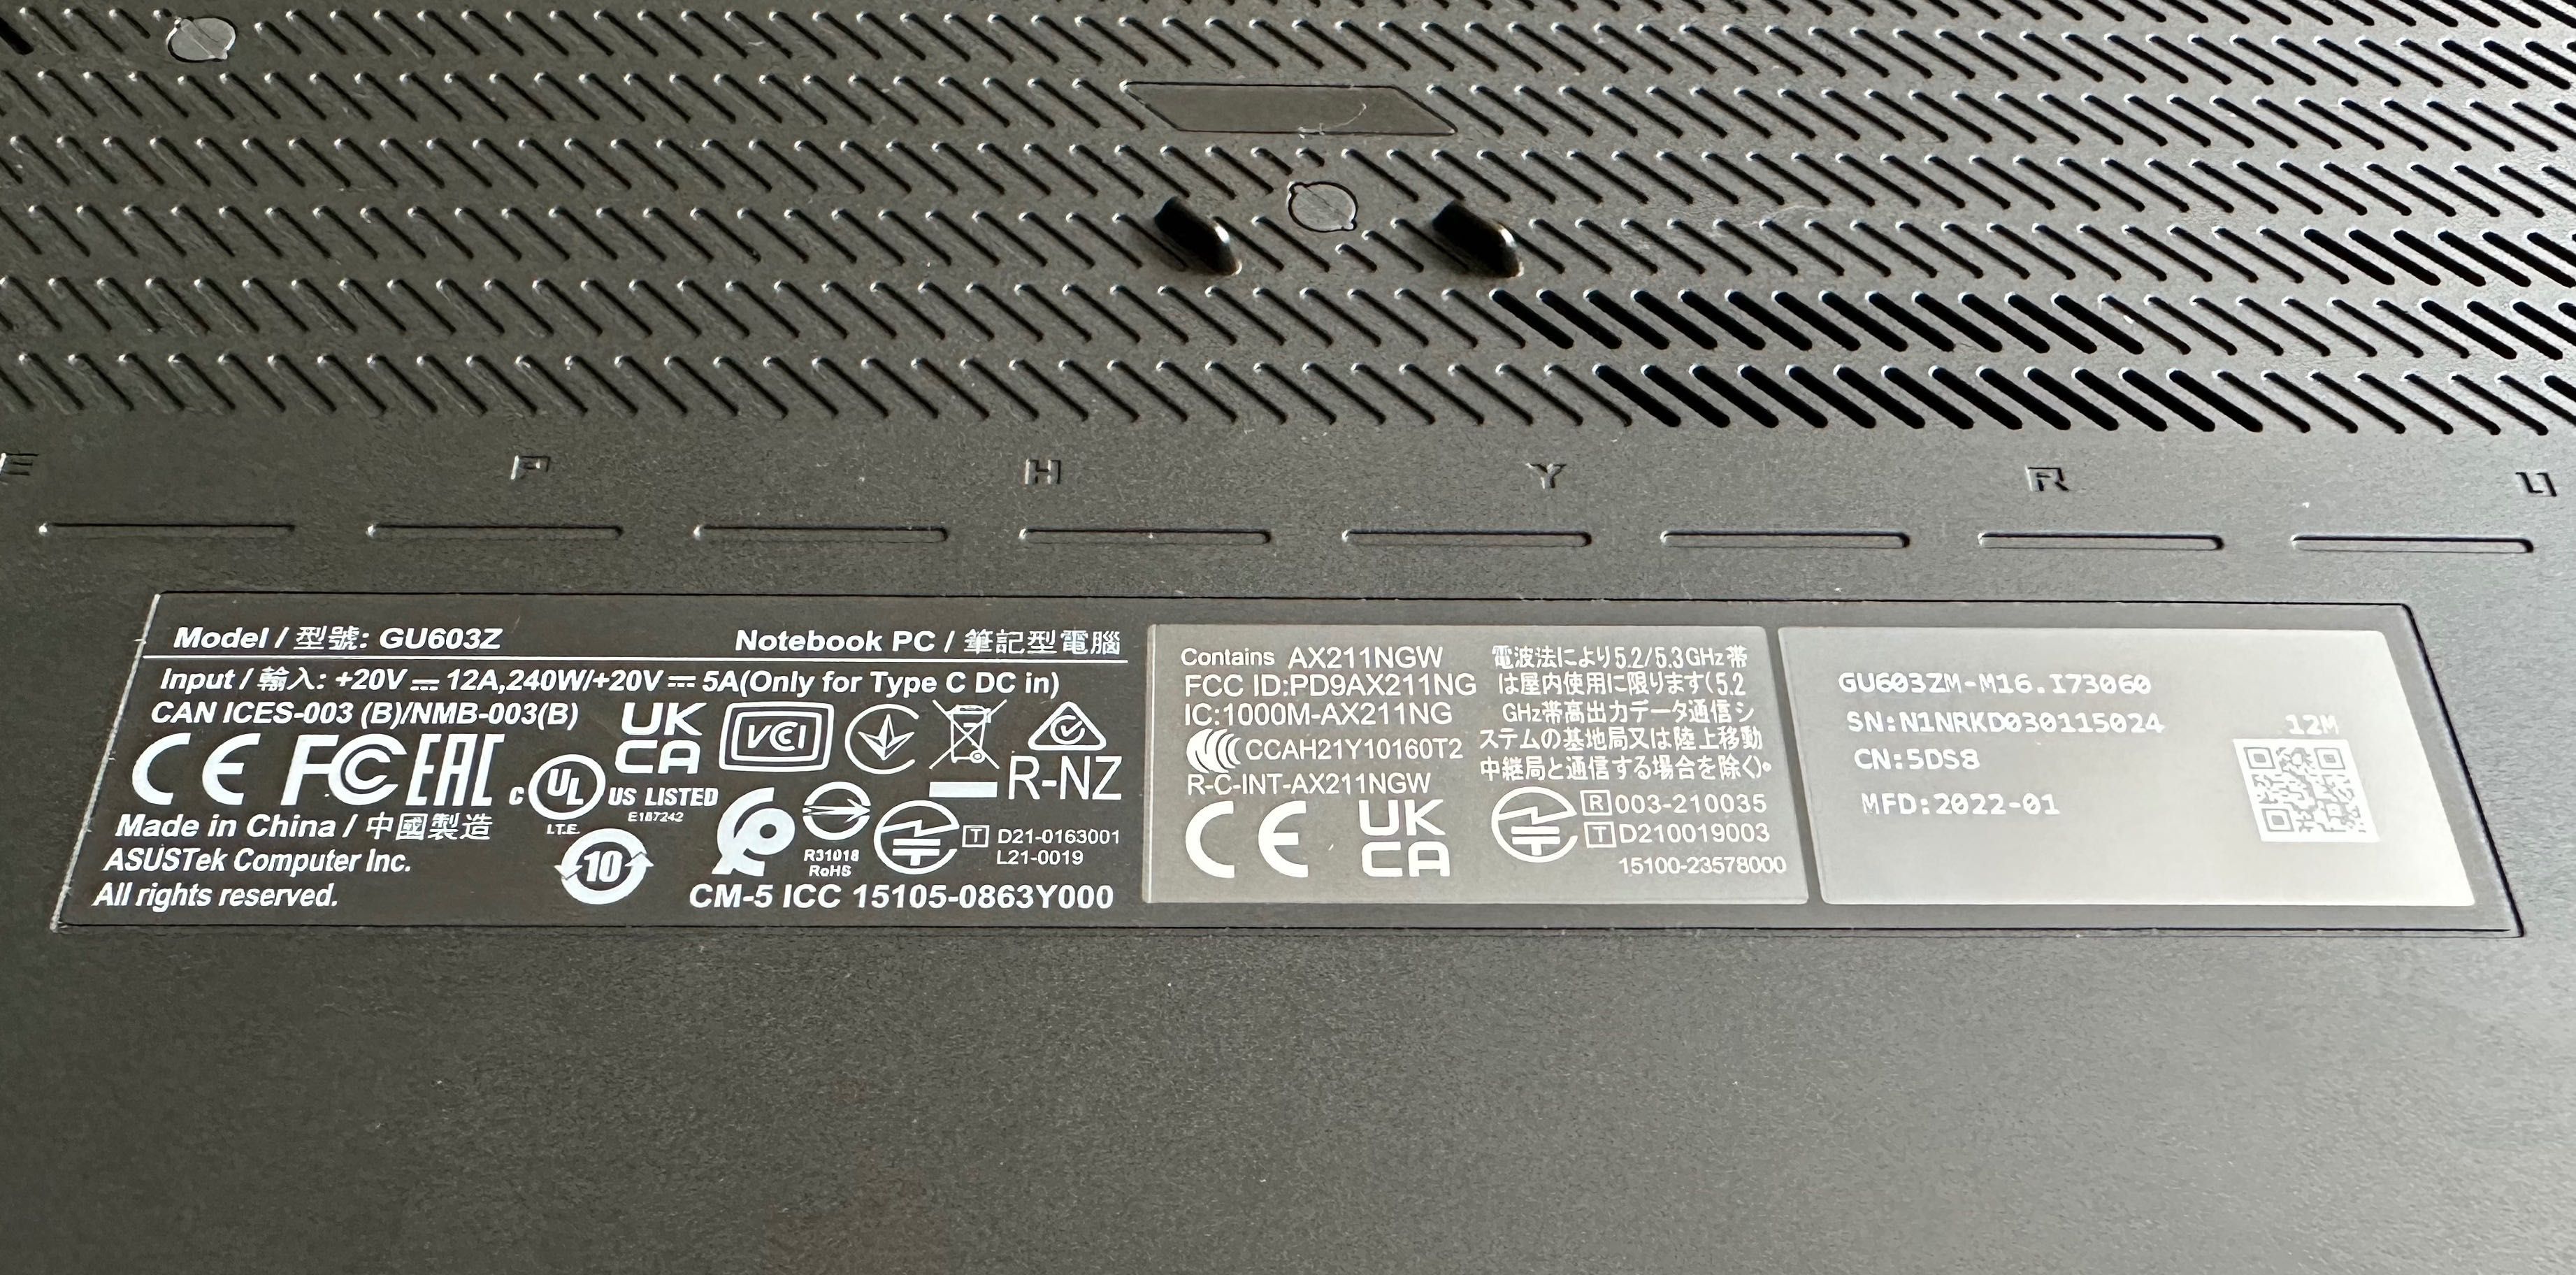 E P H Y R U
Model / 型號: GU603Z
Notebook PC / 筆記型電腦
Input / 輸入: +20V ⎓ 12A,240W/+20V ⎓ 5A(Only for Type C DC in)
CAN ICES-003 (B)/NMB-003(B)
UK
CA
VCI
R-NZ
CE FC EAC
c UL US LISTED
I.T.E. E187242
Made in China / 中國製造
ASUSTek Computer Inc.
All rights reserved.
10
R31018
RoHS
T D21-0163001
L21-0019
CM-5 ICC 15105-0863Y000
Contains AX211NGW
FCC ID:PD9AX211NG
IC:1000M-AX211NG
CCAH21Y10160T2
R-C-INT-AX211NGW
CE UK
CA
電波法により5.2/5.3GHz帯
は屋内使用に限ります(5.2
GHz帯高出力データ通信シ
ステムの基地局又は陸上移動
中継局と通信する場合を除く)。
R 003-210035
T D210019003
15100-23578000
GU603ZM-M16.I73060
SN:N1NRKD030115024
CN:5DS8
MFD:2022-01
12M